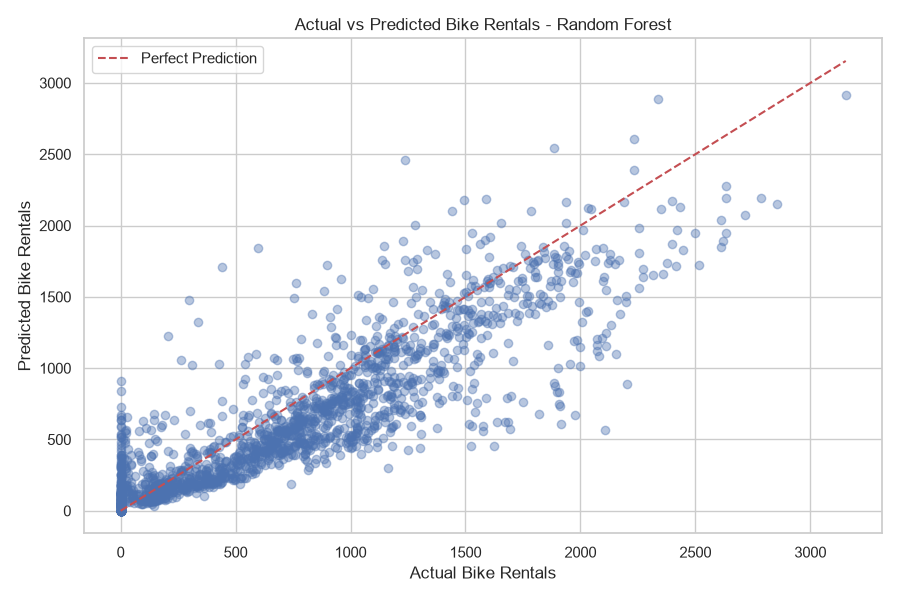 Actual vs Predicted Bike Rentals - Random Forest
Perfect Prediction
3000
2500
2000
1500
1000
500
0
Predicted Bike Rentals
0 500 1000 1500 2000 2500 3000
Actual Bike Rentals